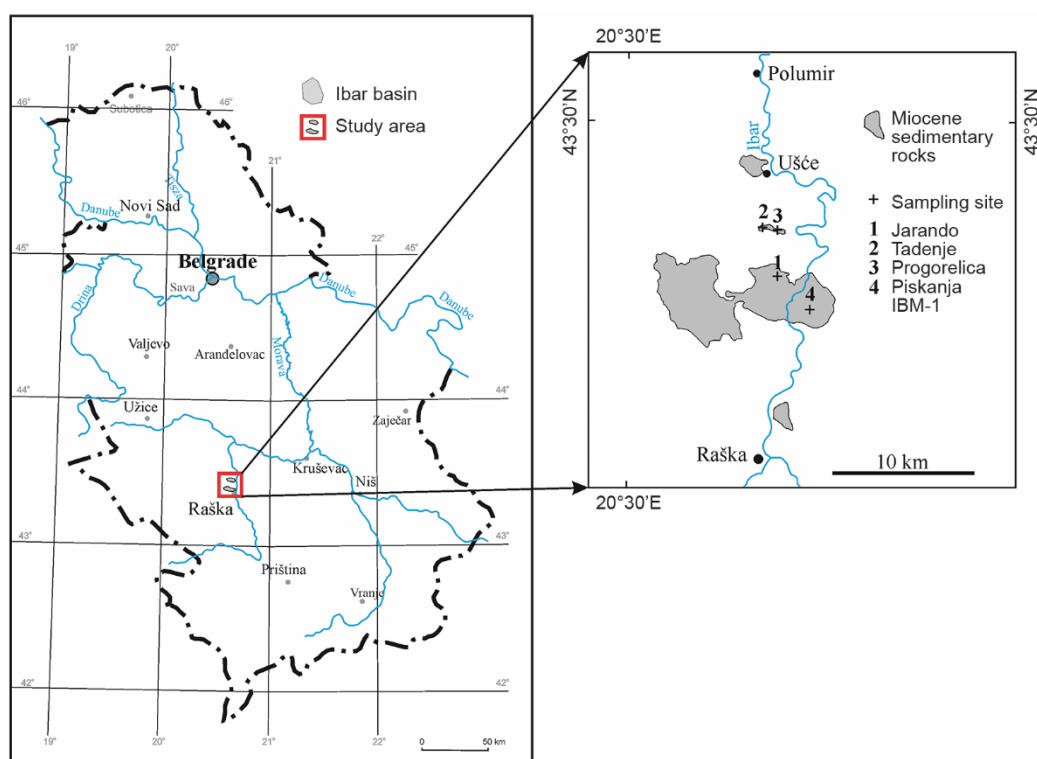 19°
20°
Ibar basin
Study area
46°
Subotica
46°
21°
Tisza
Danube
Novi Sad
22°
45°
45°
Belgrade
Drina
Sava
Danube
Danube
Valjevo
Aranđelovac
Morava
44°
44°
Užice
Zaječar
Kruševac
Niš
Raška
43°
43°
Priština
Vranje
42°
42°
19°
20°
21°
22°
0
50 km
20°30'E
43°30'N
43°30'N
Polumir
Ibar
Ušće
2 3
1
4
Raška
10 km
20°30'E
Miocene
sedimentary
rocks
+ Sampling site
1 Jarando
2 Tadenje
3 Progorelica
4 Piskanja
IBM-1